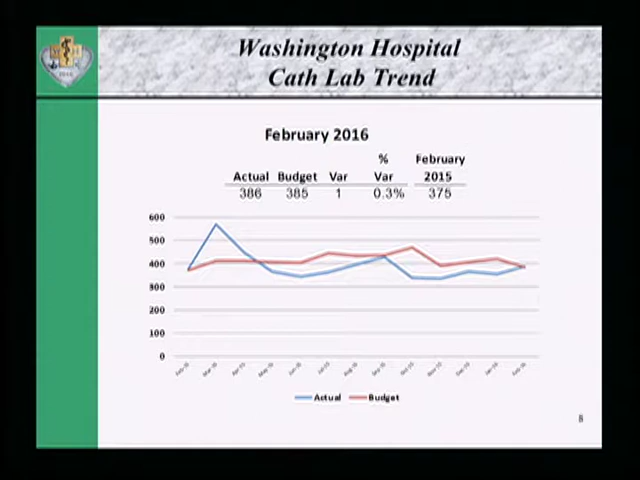 Washington Hospital
Cath Lab Trend
February 2016
% February
Actual Budget Var Var 2015
386 385 1 0.3% 375
600
500
400
300
200
100
0
Actual Budget
8